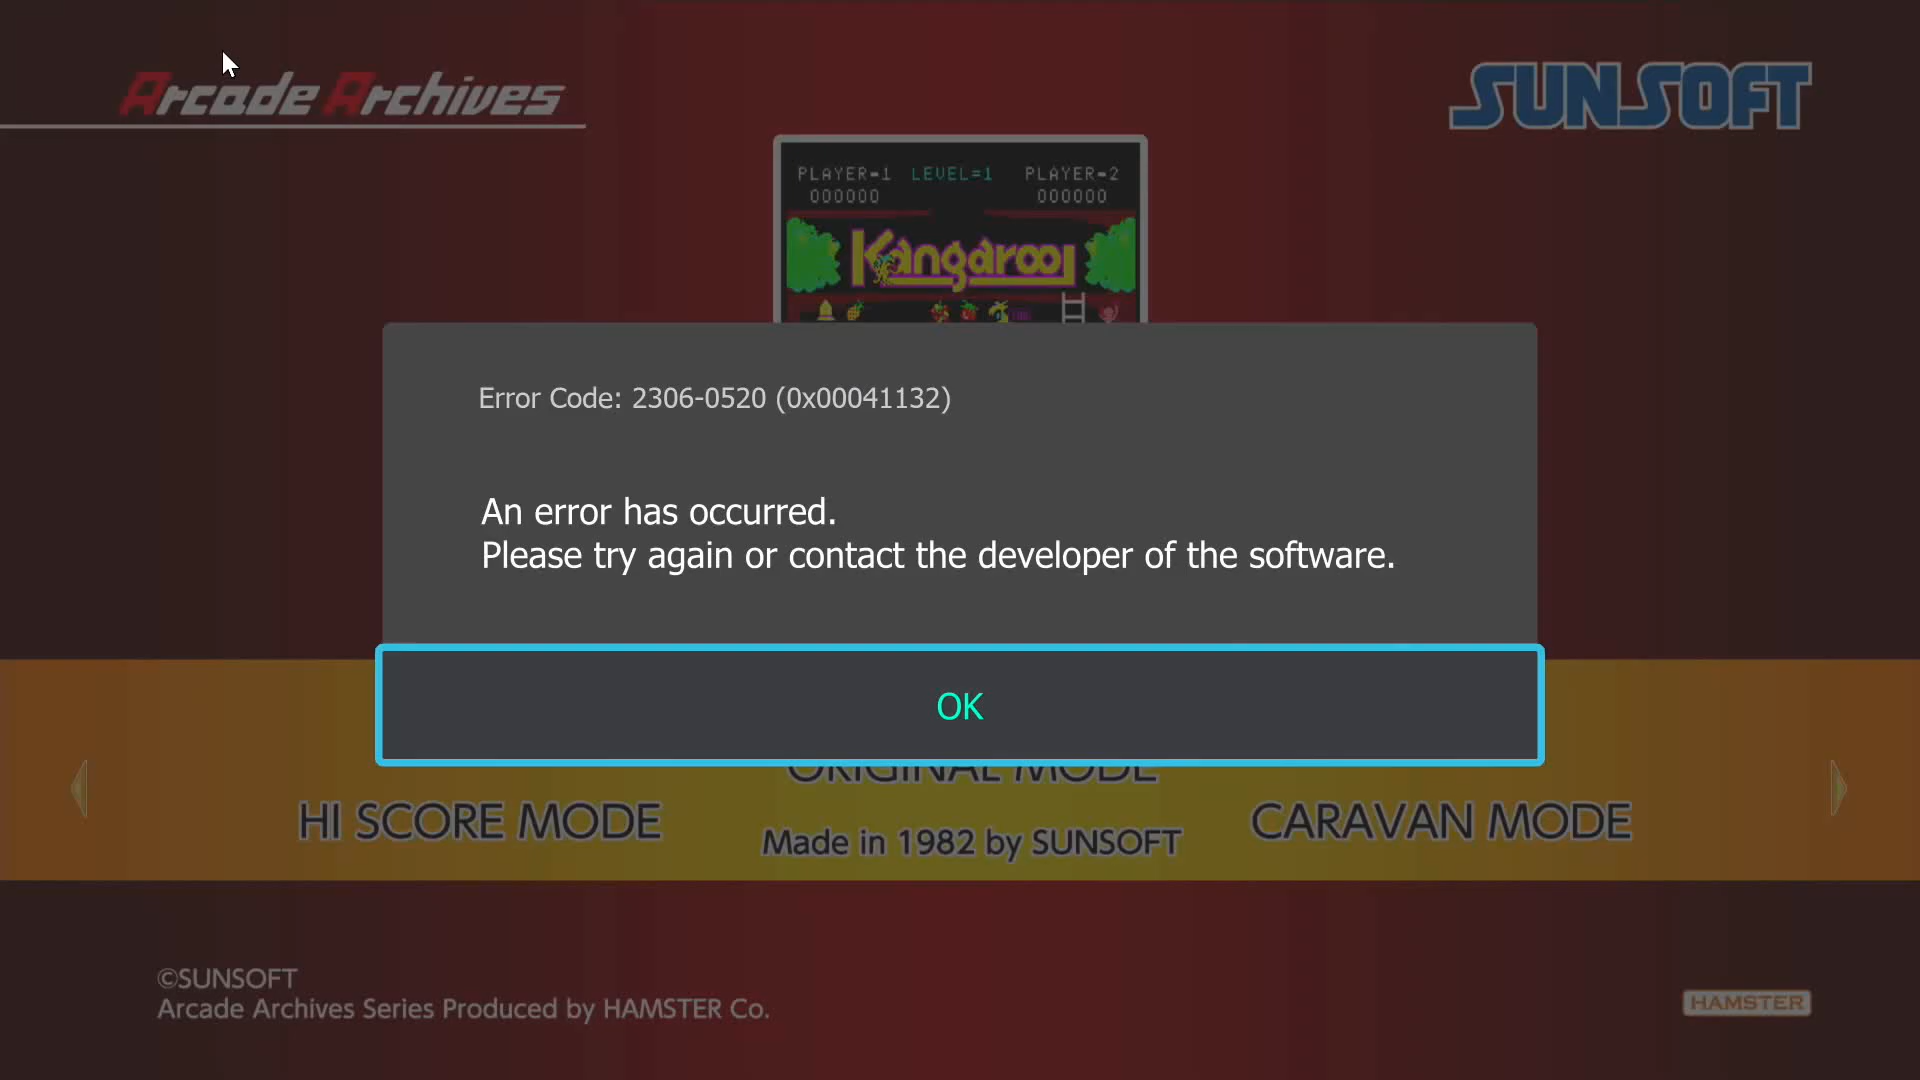 Arcade Archives
SUNSOFT
PLAYER=1 LEVEL=1 PLAYER=2
000000 000000
Kangaroo
Error Code: 2306-0520 (0x00041132)
An error has occurred.
Please try again or contact the developer of the software.
OK
ORIGINAL MODE
HI SCORE MODE
CARAVAN MODE
Made in 1982 by SUNSOFT
©SUNSOFT
Arcade Archives Series Produced by HAMSTER Co.
HAMSTER